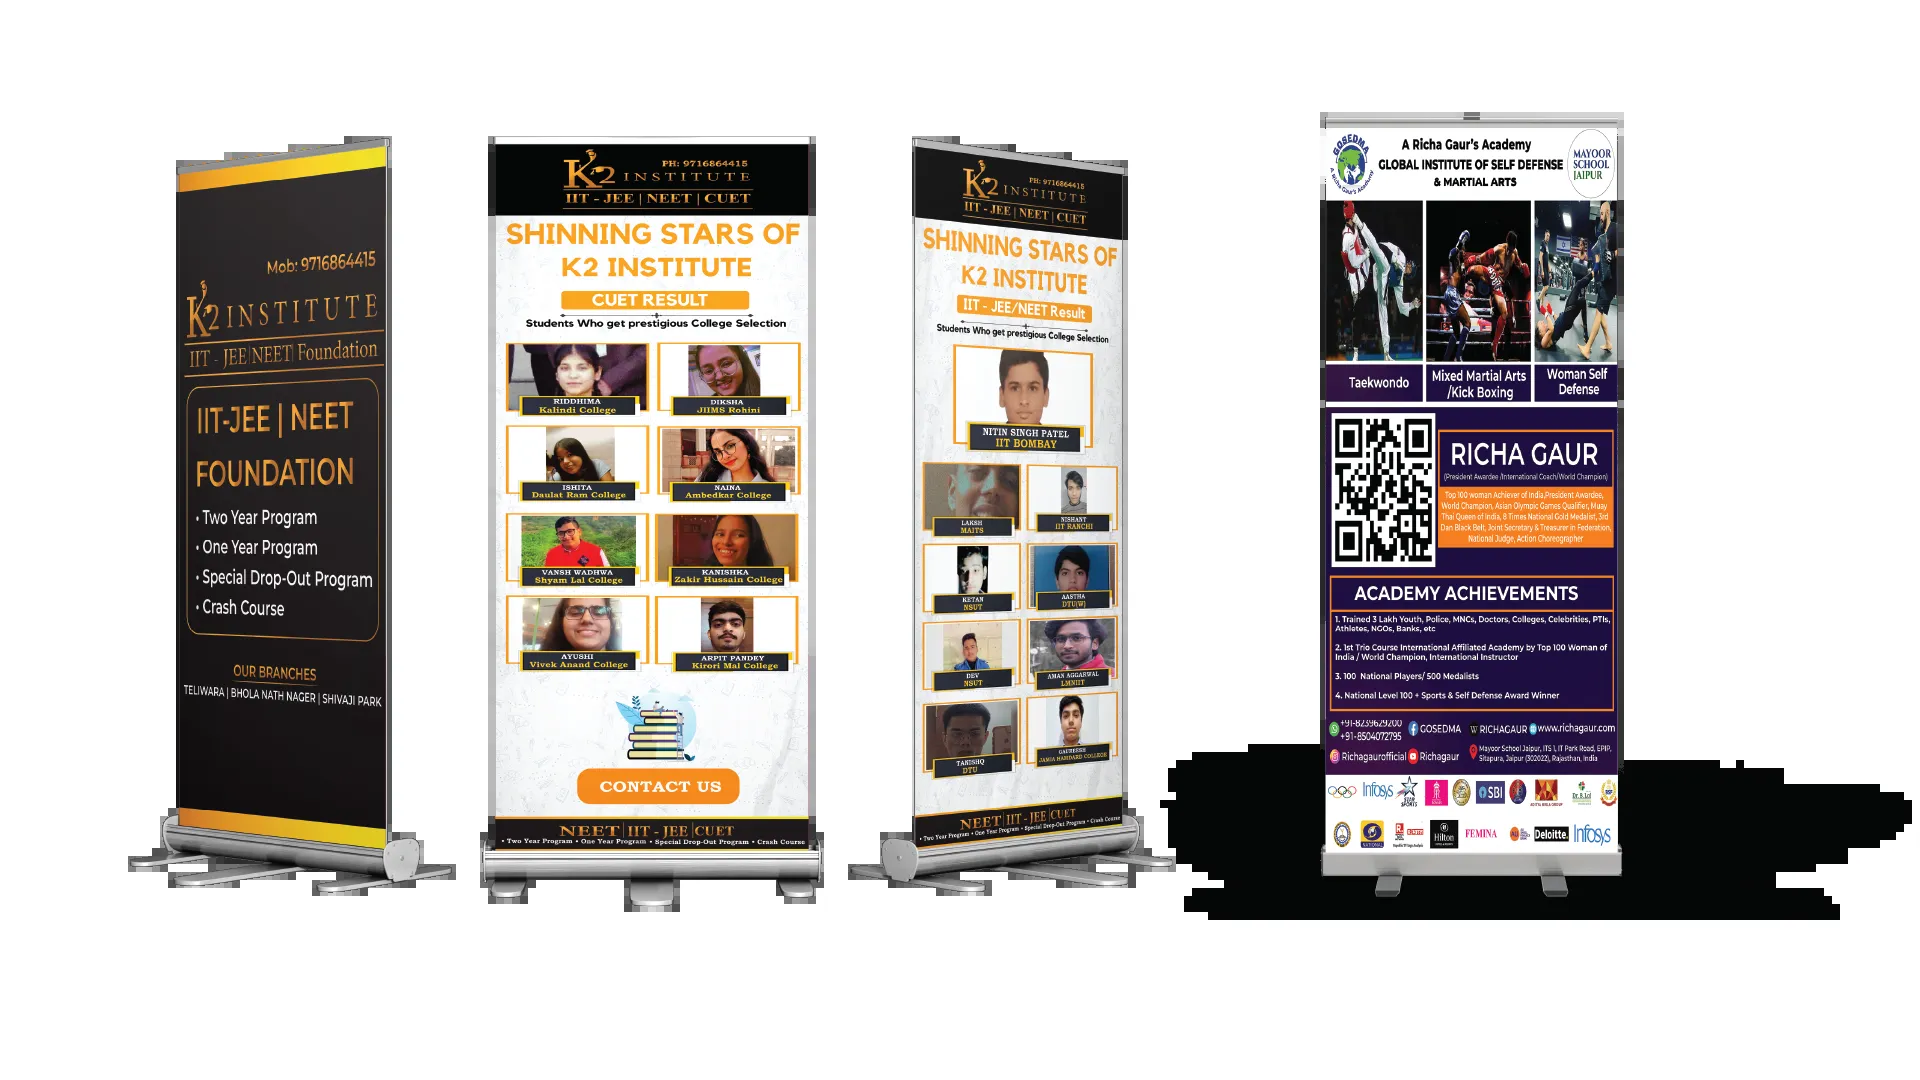 Mob: 9716864415
K2 INSTITUTE
IIT - JEE|NEET| Foundation
IIT-JEE | NEET
FOUNDATION
• Two Year Program
• One Year Program
• Special Drop-Out Program
• Crash Course
OUR BRANCHES
TELIWARA | BHOLA NATH NAGER | SHIVAJI PARK
PH: 9716864415
K2 INSTITUTE
IIT - JEE | NEET | CUET
SHINNING STARS OF
K2 INSTITUTE
CUET RESULT
Students Who get prestigious College Selection
RIDDHIMA
Kalindi College
DIKSHA
JIIMS Rohini
ISHITA
Daulat Ram College
NAINA
Ambedkar College
VANSH WADHWA
Shyam Lal College
KANISHKA
Zakir Hussain College
AYUSHI
Vivek Anand College
ARPIT PANDEY
Kirori Mal College
CONTACT US
NEET|IIT - JEE|CUET
• Two Year Program • One Year Program • Special Drop-Out Program • Crash Course
PH: 9716864415
K2 INSTITUTE
IIT - JEE | NEET | CUET
SHINNING STARS OF
K2 INSTITUTE
IIT - JEE/NEET Result
Students Who get prestigious College Selection
NITIN SINGH PATEL
IIT BOMBAY
LAKSH
MAITS
NISHANT
IIT RANCHI
KETAN
NSUT
AASTHA
DTU(W)
DEV
NSUT
AMAN AGGARWAL
LMNIIT
TANISHQ
DTU
GAURESSH
JAMIA HAMDARD COLLEGE
NEET|IIT - JEE|CUET
• Two Year Program • One Year Program • Special Drop-Out Program • Crash Course
GOSEDMA
A Richa Gaur's Academy
A Richa Gaur's Academy
GLOBAL INSTITUTE OF SELF DEFENSE
& MARTIAL ARTS
MAYOOR
SCHOOL
JAIPUR
Taekwondo
Mixed Martial Arts
/Kick Boxing
Woman Self
Defense
RICHA GAUR
(President Awardee /International Coach/World Champion)
Top 100 woman Achiever of India,President Awardee,
World Champion, Asian Olympic Games Qualifier, Muay
Thai Queen of India, 8 Times National Gold Medalist, 3rd
Dan Black Belt, Joint Secretary & Treasurer in Federation,
National Judge, Action Choreographer
ACADEMY ACHIEVEMENTS
1. Trained 3 Lakh Youth, Police, MNCs, Doctors, Colleges, Celebrities, PTIs,
Athletes, NGOs, Banks, etc
2. 1st Trio Course International Affiliated Academy by Top 100 Woman of
India / World Champion, International Instructor
3. 100 National Players/ 500 Medalists
4. National Level 100 + Sports & Self Defense Award Winner
+91-8239629200
+91-8504072795
GOSEDMA
RICHAGAUR
www.richagaur.com
Richagaurofficial
Richagaur
Mayoor School Jaipur, ITS 1, IT Park Road, EPIP,
Sitapura, Jaipur (302022), Rajasthan, India
Infosys
STAR
SPORTS
SBI
ADITYA BIRLA GROUP
NATIONAL
Hilton
FEMINA
Deloitte.
Infosys